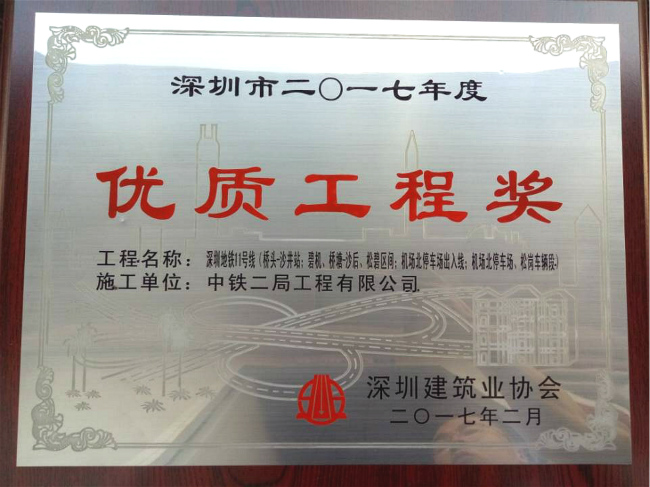 深圳市二〇一七年度
优质工程奖
工程名称：深圳地铁11号线（桥头-沙井站；碧机、桥塘-沙后、松碧区间；机场北停车场出入线；机场北停车场、松岗车辆段）
施工单位：中铁二局工程有限公司
深圳建筑业协会
二〇一七年二月